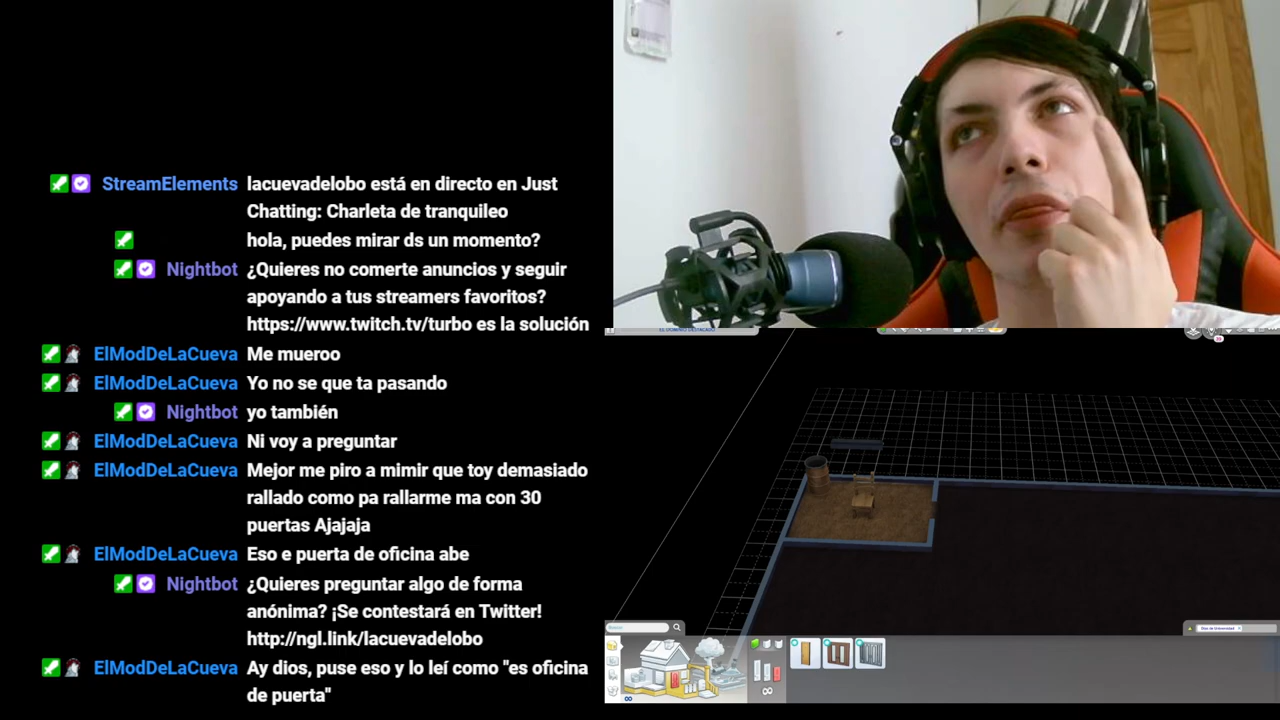 StreamElements lacuevadelobo está en directo en Just
Chatting: Charleta de tranquileo
hola, puedes mirar ds un momento?
Nightbot ¿Quieres no comerte anuncios y seguir
apoyando a tus streamers favoritos?
https://www.twitch.tv/turbo es la solución
ElModDeLaCueva Me mueroo
ElModDeLaCueva Yo no se que ta pasando
Nightbot yo también
ElModDeLaCueva Ni voy a preguntar
ElModDeLaCueva Mejor me piro a mimir que toy demasiado
rallado como pa rallarme ma con 30
puertas Ajajaja
ElModDeLaCueva Eso e puerta de oficina abe
Nightbot ¿Quieres preguntar algo de forma
anónima? ¡Se contestará en Twitter!
http://ngl.link/lacuevadelobo
ElModDeLaCueva Ay dios, puse eso y lo leí como "es oficina
de puerta"